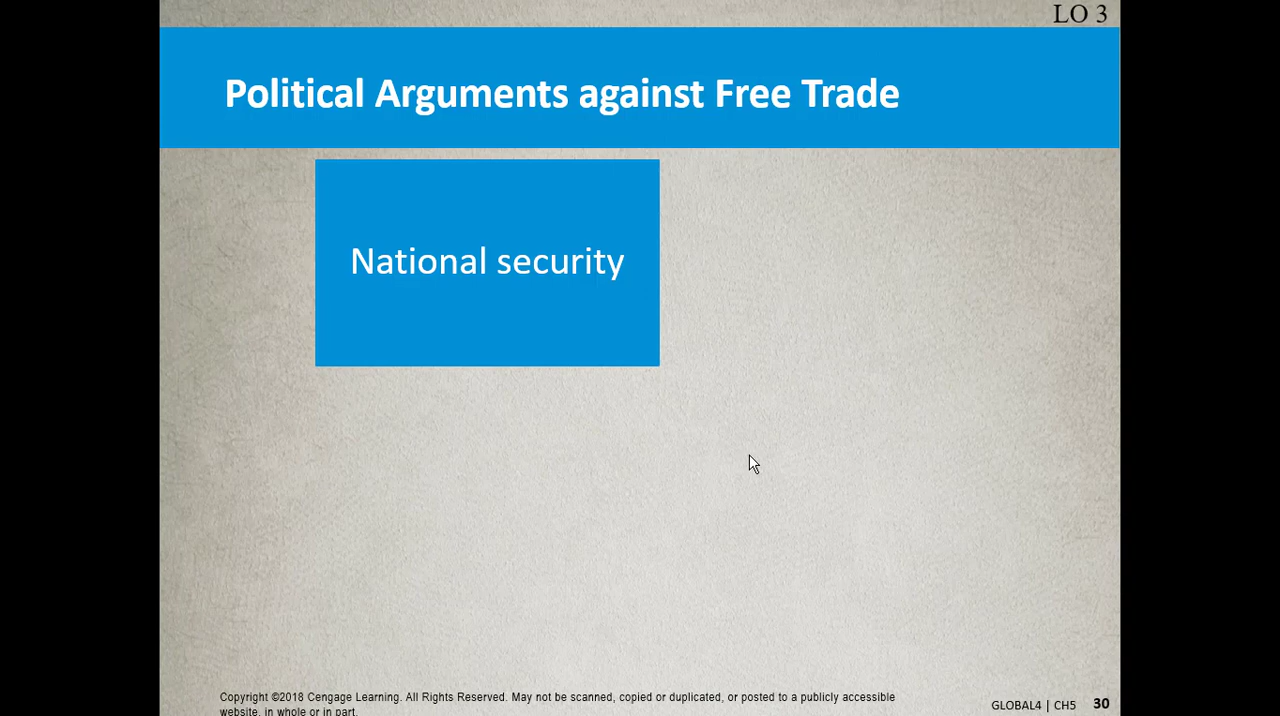 LO 3
Political Arguments against Free Trade
National security
Copyright ©2018 Cengage Learning. All Rights Reserved. May not be scanned, copied or duplicated, or posted to a publicly accessible
website, in whole or in part.
GLOBAL4 | CH5 30